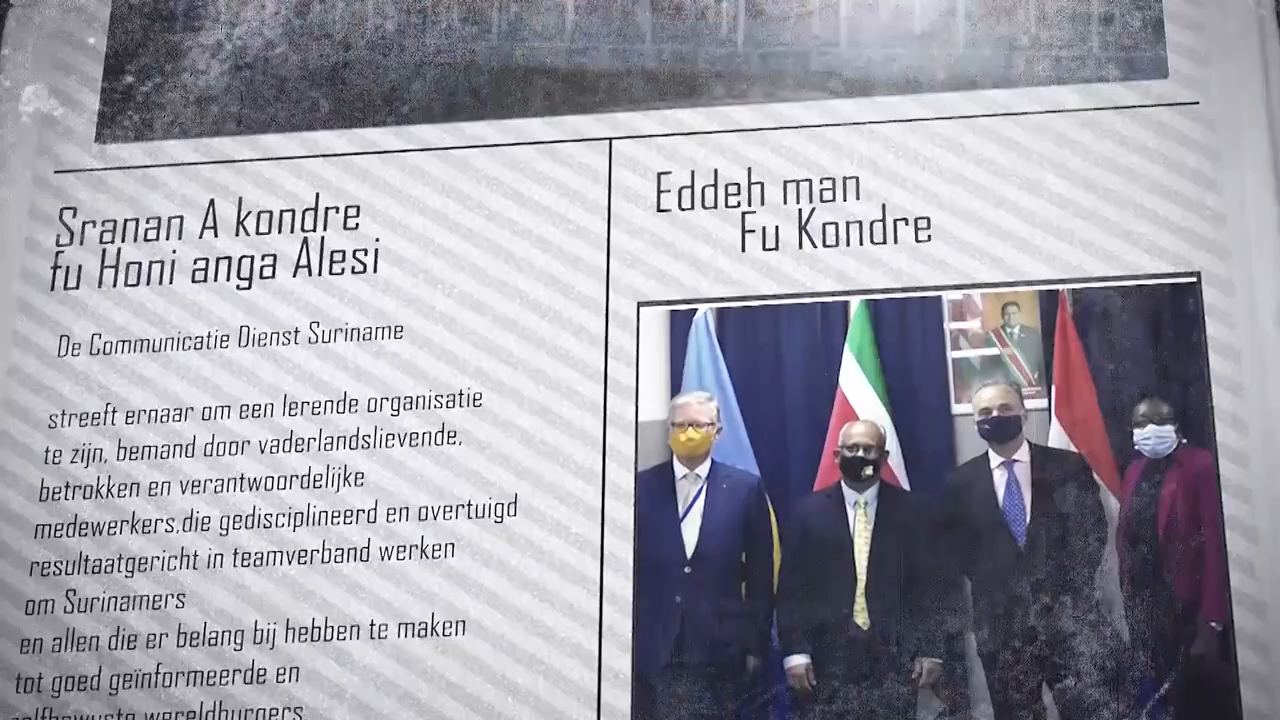 Sranan A kondre
fu Honi anga Alesi
De Communicatie Dienst Suriname
streeft ernaar om een lerende organisatie
te zijn, bemand door vaderlandslievende,
betrokken en verantwoordelijke
medewerkers,die gedisciplineerd en overtuigd
resultaatgericht in teamverband werken
om Surinamers
en allen die er belang bij hebben te maken
tot goed geïnformeerde en
zelfbewuste wereldburgers
Eddeh man
Fu Kondre